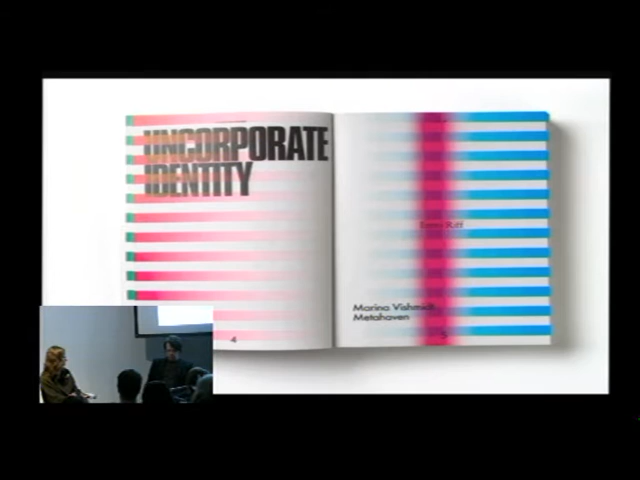 UNCORPORATE
IDENTITY
Marina Vishmidt
Metahaven
4
5